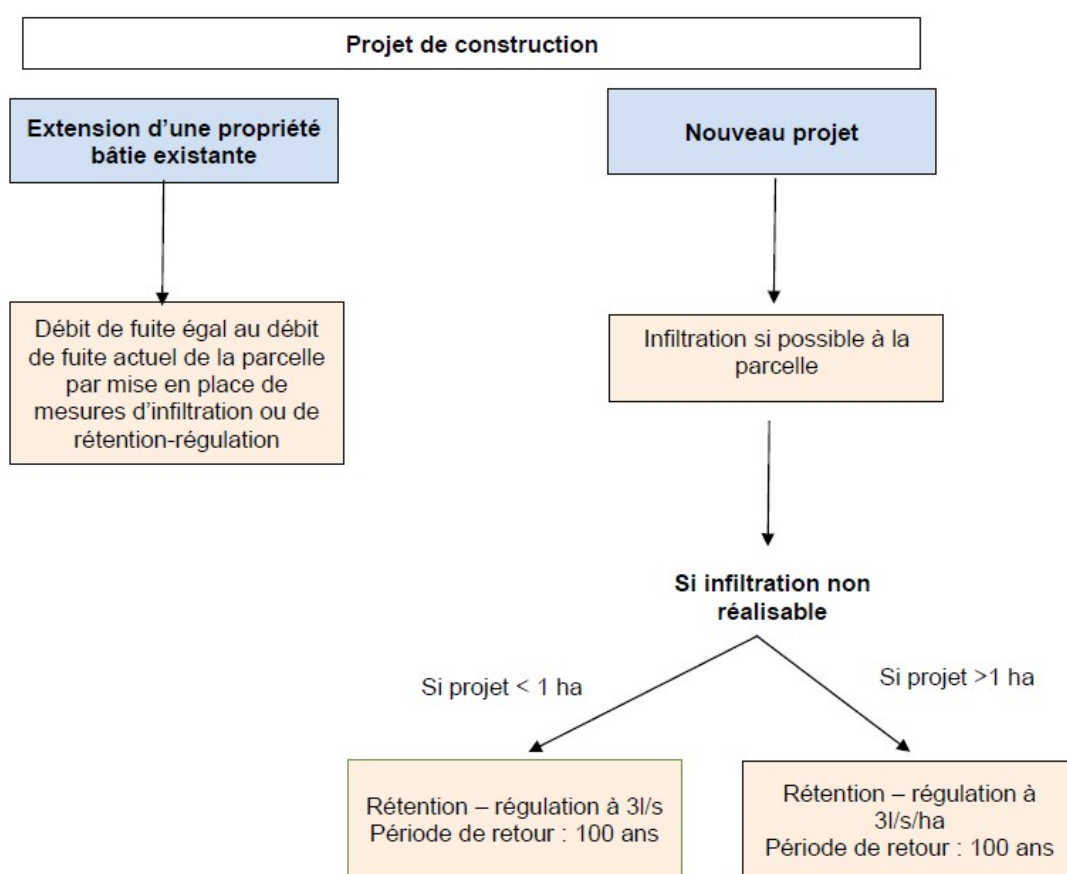 Projet de construction
Extension d'une propriété
bâtie existante
Nouveau projet
Débit de fuite égal au débit
de fuite actuel de la parcelle
par mise en place de
mesures d'infiltration ou de
rétention-régulation
Infiltration si possible à la
parcelle
Si infiltration non
réalisable
Si projet < 1 ha
Si projet >1 ha
Rétention – régulation à 3l/s
Période de retour : 100 ans
Rétention – régulation à
3l/s/ha
Période de retour : 100 ans